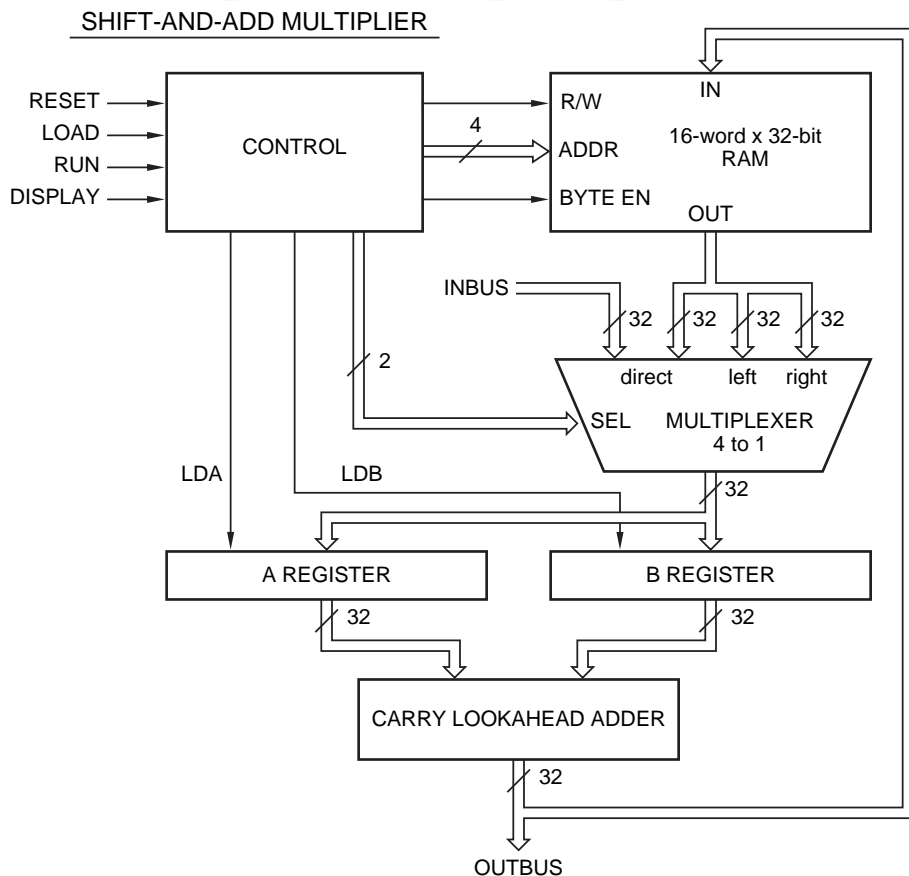 SHIFT-AND-ADD MULTIPLIER
RESET
LOAD
RUN
DISPLAY
CONTROL
4
R/W
ADDR
BYTE EN
IN
16-word x 32-bit
RAM
OUT
INBUS
32
32
32
32
2
direct
left
right
SEL
MULTIPLEXER
4 to 1
LDA
LDB
32
A REGISTER
B REGISTER
32
32
CARRY LOOKAHEAD ADDER
32
OUTBUS